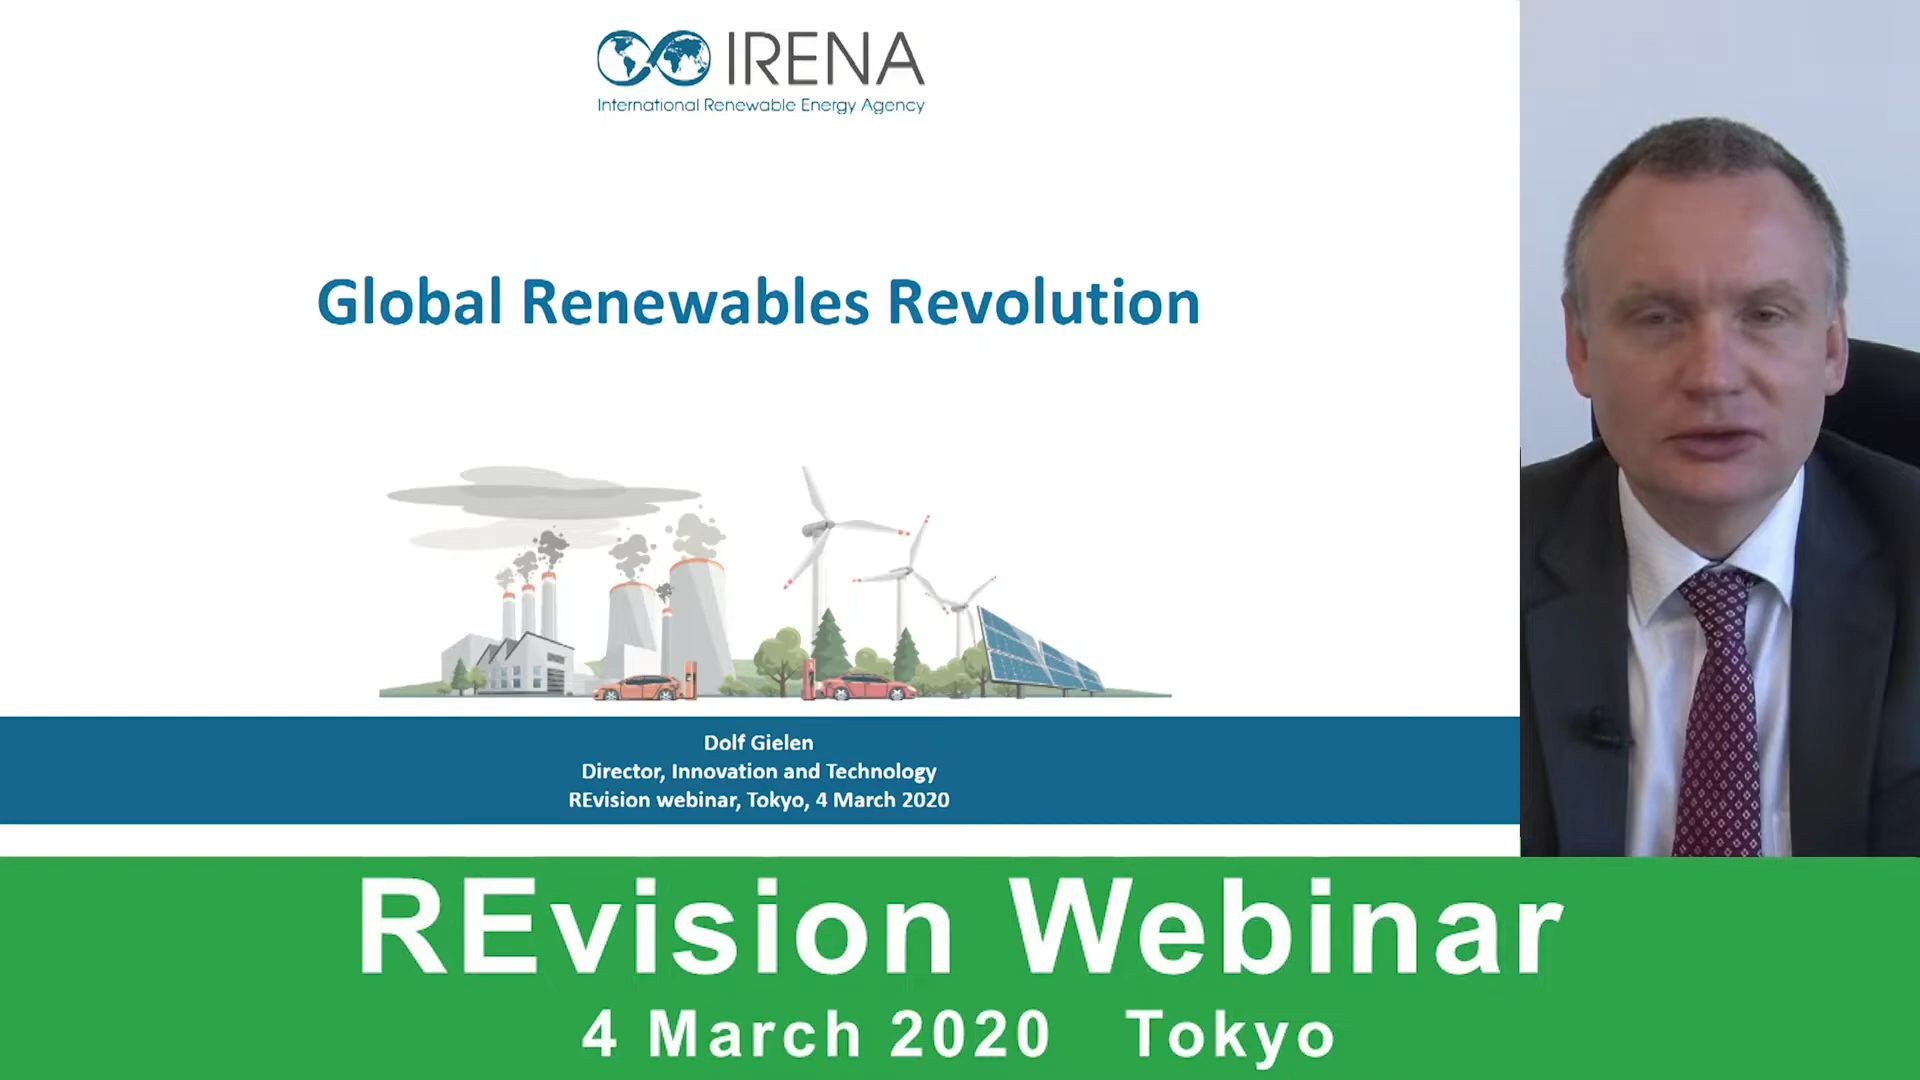 IRENA
International Renewable Energy Agency
Global Renewables Revolution
Dolf Gielen
Director, Innovation and Technology
REvision webinar, Tokyo, 4 March 2020
REvision Webinar
4 March 2020 Tokyo